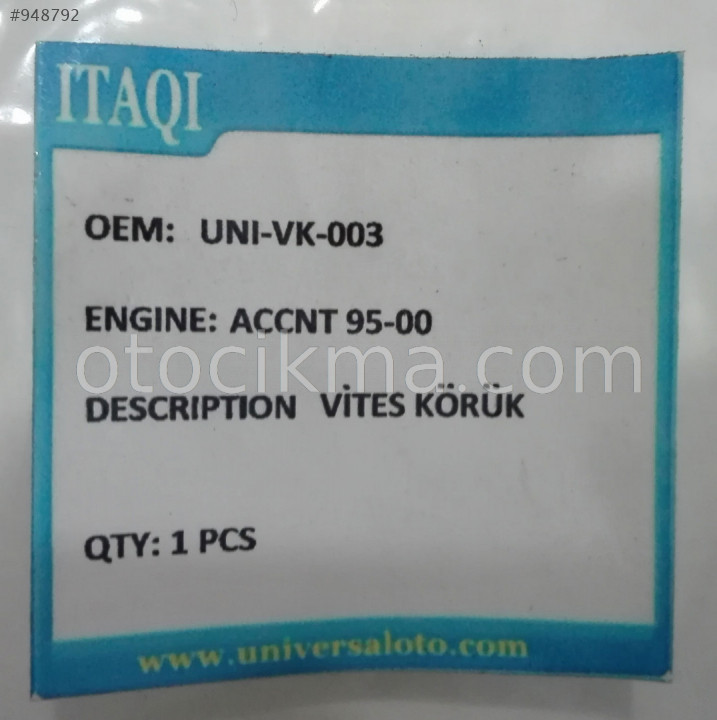 #948792
ITAQI
OEM: UNI-VK-003
ENGINE: ACCNT 95-00
otocikma.com
DESCRIPTION VİTES KÖRÜK
QTY: 1 PCS
www.universaloto.com